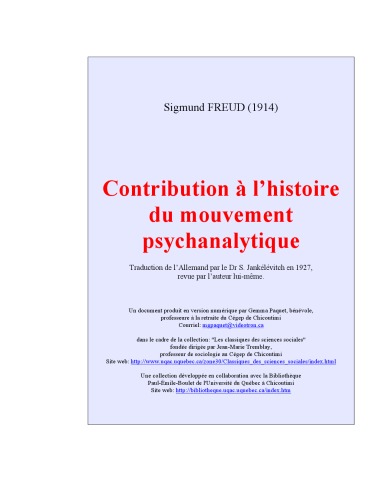 Sigmund FREUD (1914)
Contribution à l'histoire
du mouvement
psychanalytique
Traduction de l'Allemand par le Dr S. Jankélévitch en 1927,
revue par l'auteur lui-même.
Un document produit en version numérique par Gemma Paquet, bénévole,
professeure à la retraite du Cégep de Chicoutimi
Courriel: mgpaquet@videotron.ca
dans le cadre de la collection: "Les classiques des sciences sociales"
fondée dirigée par Jean-Marie Tremblay,
professeur de sociologie au Cégep de Chicoutimi
Site web: http://www.uqac.uquebec.ca/zone30/Classiques_des_sciences_sociales/index.html
Une collection développée en collaboration avec la Bibliothèque
Paul-Émile-Boulet de l'Université du Québec à Chicoutimi
Site web: http://bibliotheque.uqac.uquebec.ca/index.htm